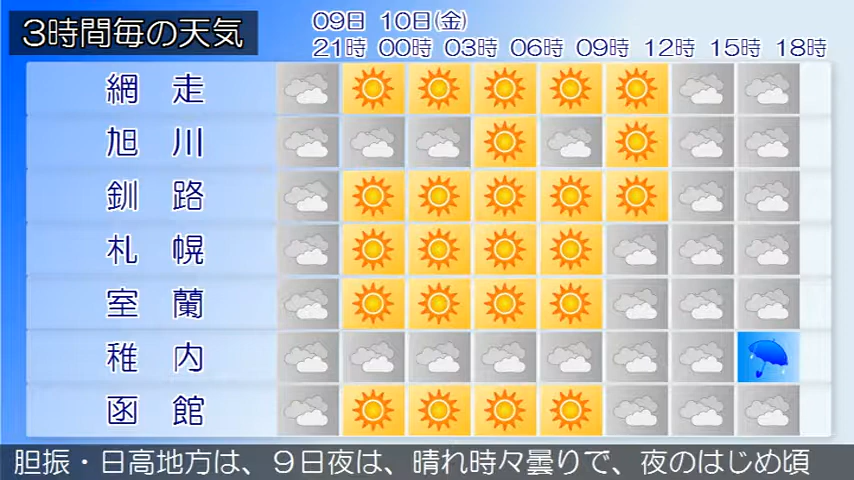 3時間毎の天気
09日 10日(金)
21時 00時 03時 06時 09時 12時 15時 18時
網走
旭川
釧路
札幌
室蘭
稚内
函館
胆振・日高地方は、９日夜は、晴れ時々曇りで、夜のはじめ頃